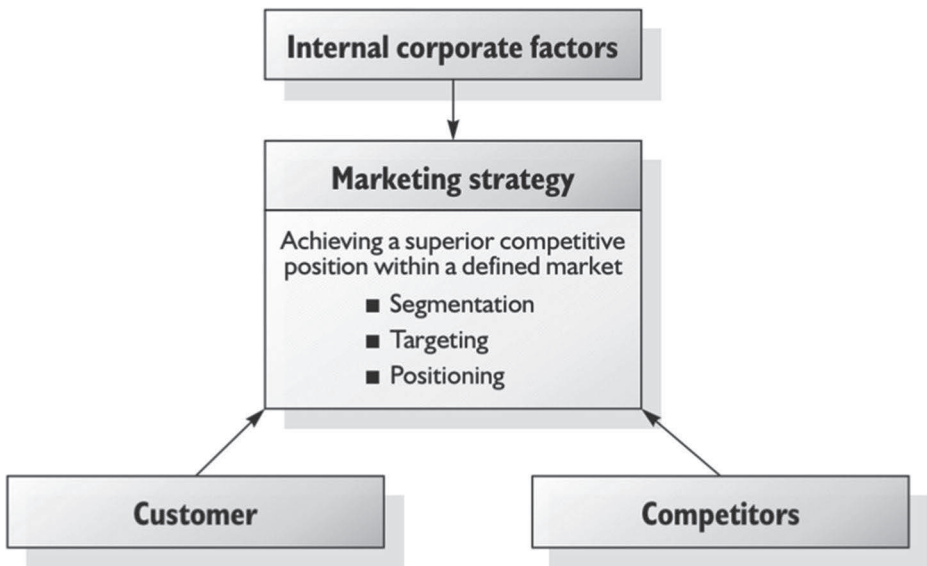 Internal corporate factors
Marketing strategy
Achieving a superior competitive
position within a defined market
■ Segmentation
■ Targeting
■ Positioning
Customer
Competitors